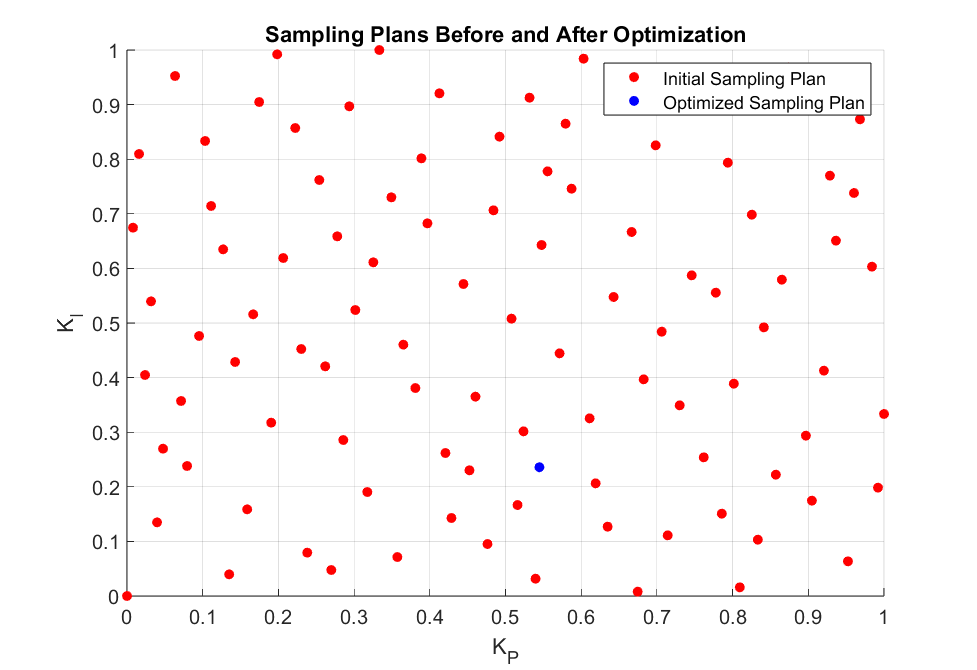 Sampling Plans Before and After Optimization
Initial Sampling Plan
Optimized Sampling Plan
1
0.9
0.8
0.7
0.6
0.5
0.4
0.3
0.2
0.1
0
K_I
0 0.1 0.2 0.3 0.4 0.5 0.6 0.7 0.8 0.9 1
K_P